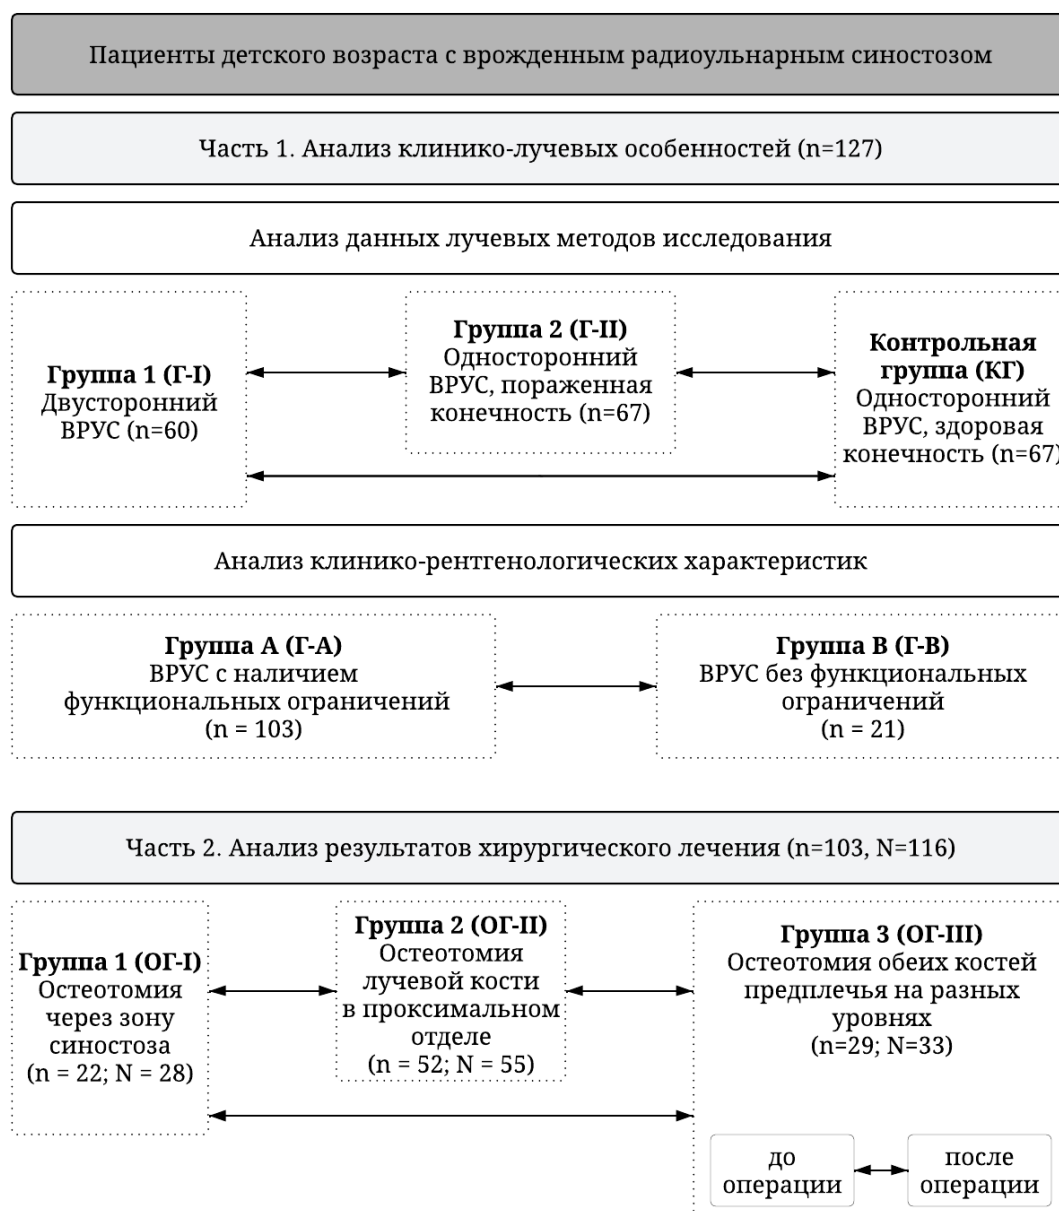 Пациенты детского возраста с врожденным радиоульнарным синостозом
Часть 1. Анализ клинико-лучевых особенностей (n=127)
Анализ данных лучевых методов исследования
Группа 1 (Г-I)
Двусторонний
ВРУС (n=60)
Группа 2 (Г-II)
Односторонний
ВРУС, пораженная
конечность (n=67)
Контрольная
группа (КГ)
Односторонний
ВРУС, здоровая
конечность (n=67)
Анализ клинико-рентгенологических характеристик
Группа А (Г-А)
ВРУС с наличием
функциональных ограничений
(n = 103)
Группа В (Г-В)
ВРУС без функциональных
ограничений
(n = 21)
Часть 2. Анализ результатов хирургического лечения (n=103, N=116)
Группа 1 (ОГ-I)
Остеотомия
через зону
синостоза
(n = 22; N = 28)
Группа 2 (ОГ-II)
Остеотомия
лучевой кости
в проксимальном
отделе
(n = 52; N = 55)
Группа 3 (ОГ-III)
Остеотомия обеих костей
предплечья на разных
уровнях
(n=29; N=33)
до
операции
после
операции